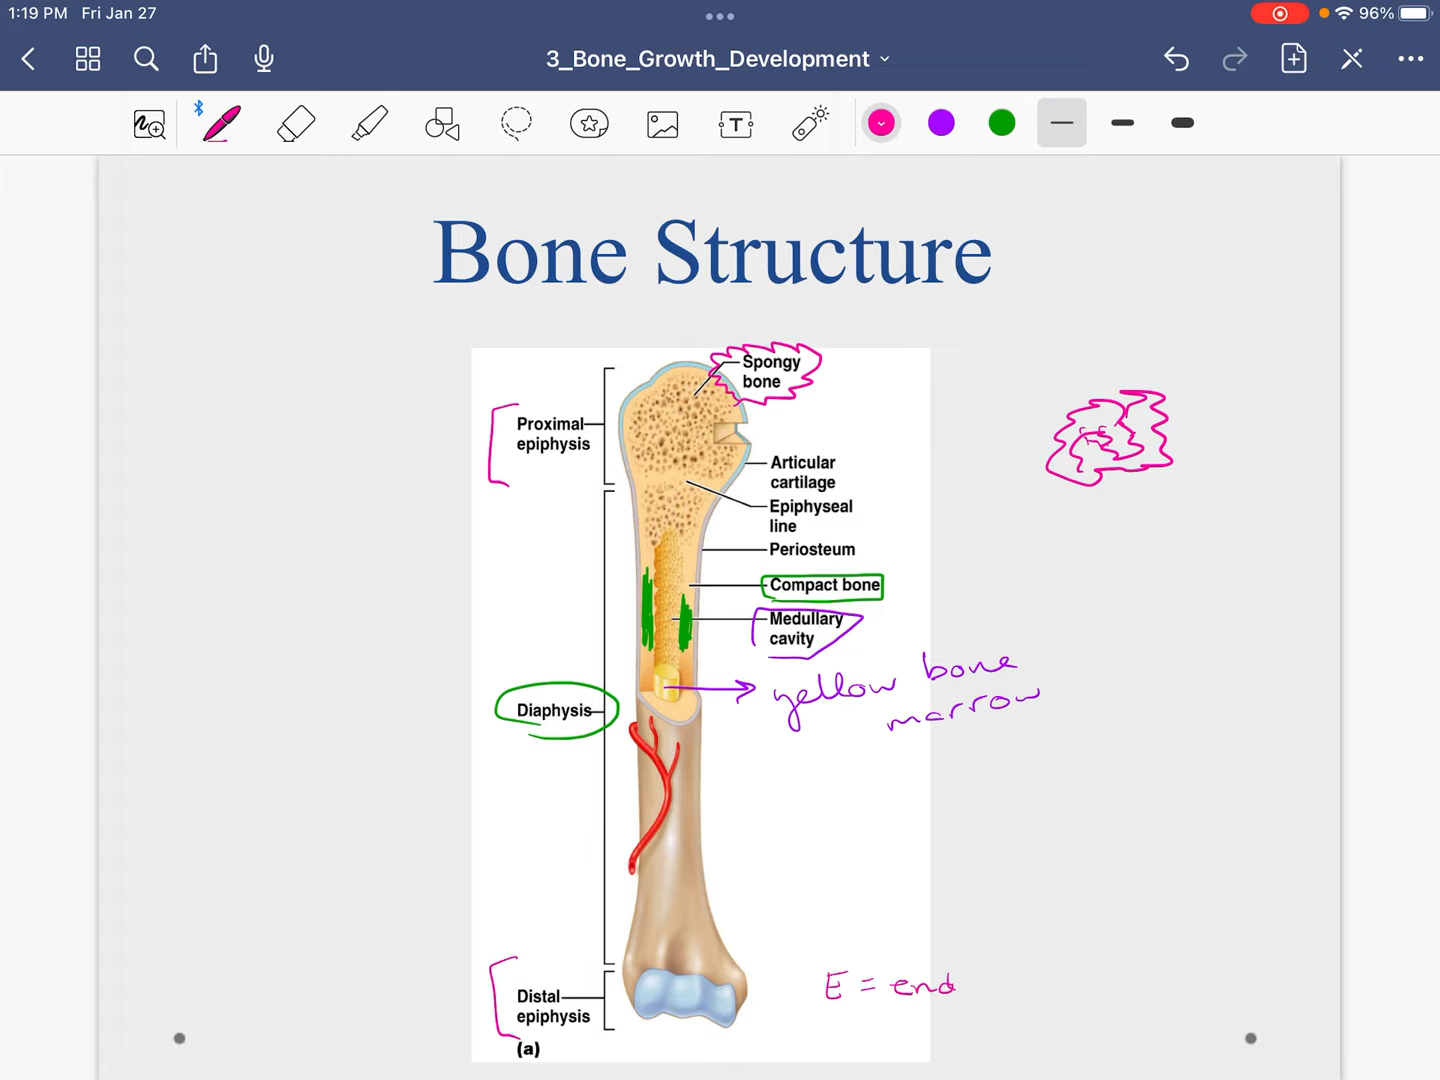 1:19 PM Fri Jan 27
96%
3_Bone_Growth_Development
T
Bone Structure
Spongy
bone
Proximal
epiphysis
Articular
cartilage
Epiphyseal
line
Periosteum
Compact bone
Medullary
cavity
yellow bone
marrow
Diaphysis
E = end
Distal
epiphysis
(a)